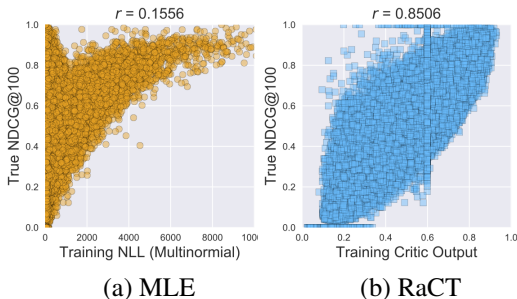 r = 0.1556
True NDCG@100
1.0
0.8
0.6
0.4
0.2
0.0
0 2000 4000 6000 8000 1000
Training NLL (Multinormial)
(a) MLE
r = 0.8506
True NDCG@100
1.0
0.8
0.6
0.4
0.2
0.0
0.0 0.2 0.4 0.6 0.8 1.0
Training Critic Output
(b) RaCT